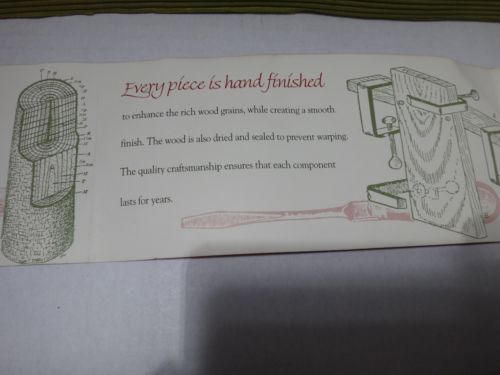 Every piece is hand finished
to enhance the rich wood grains, while creating a smooth
finish. The wood is also dried and sealed to prevent warping.
The quality craftsmanship ensures that each component
lasts for years.